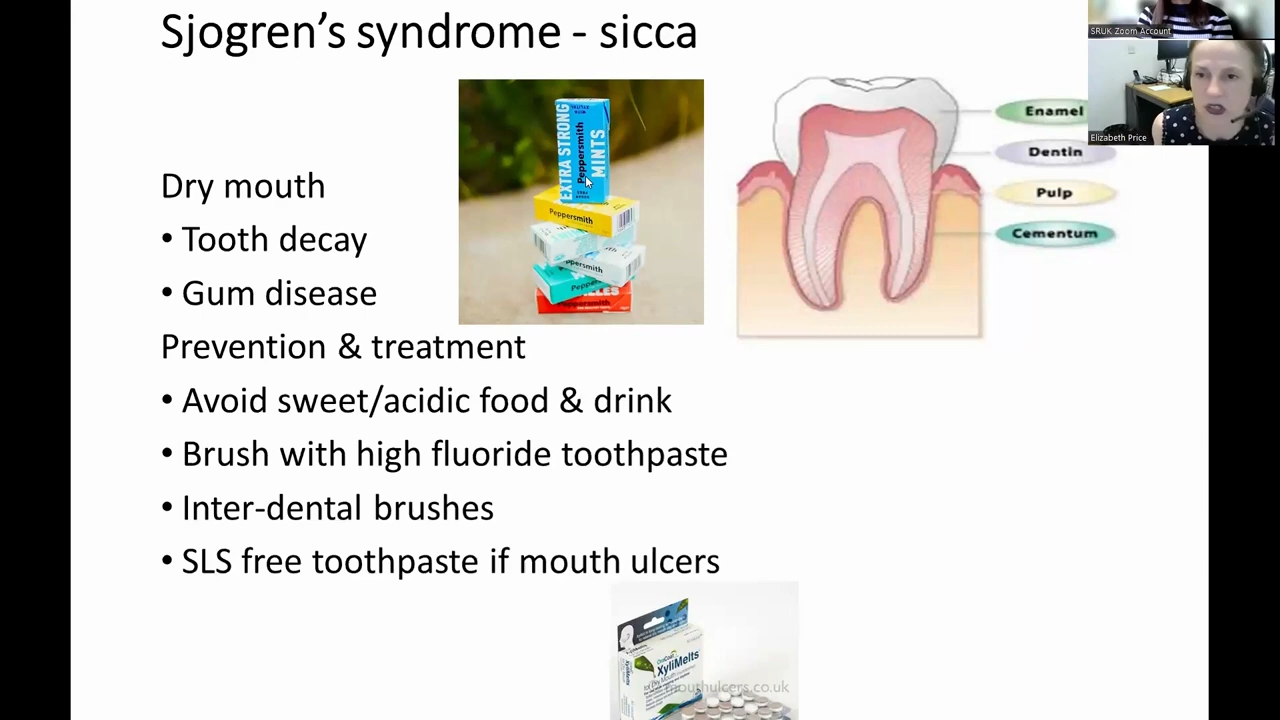 Sjogren's syndrome - sicca
SRUK Zoom Account
Elizabeth Price
EXTRA STRONG
Peppersmith
MINTS
Peppersmith
Peppersmith
Enamel
Dentin
Pulp
Cementum
Dry mouth
• Tooth decay
• Gum disease
Prevention & treatment
• Avoid sweet/acidic food & drink
• Brush with high fluoride toothpaste
• Inter-dental brushes
• SLS free toothpaste if mouth ulcers
XyliMelts
mouthulcers.co.uk